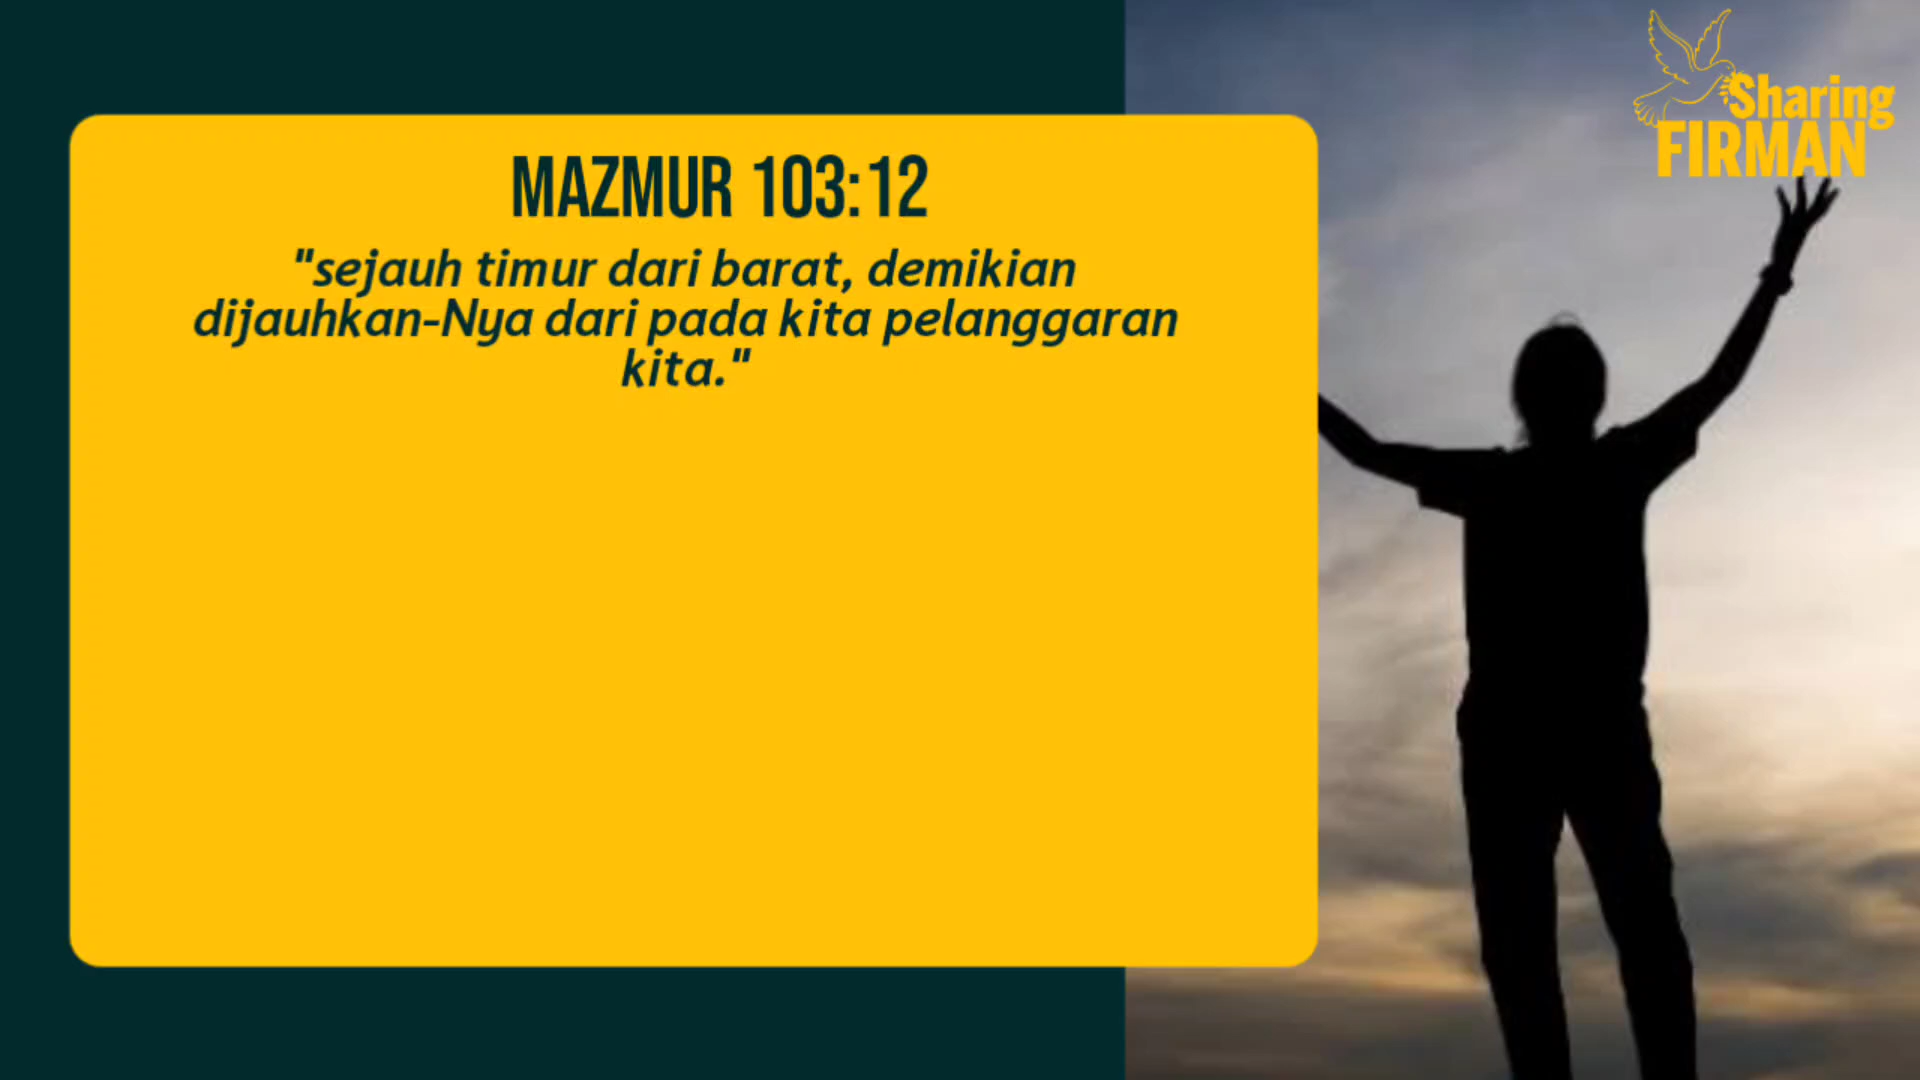 Sharing
FIRMAN
MAZMUR 103:12
"sejauh timur dari barat, demikian
dijauhkan-Nya dari pada kita pelanggaran
kita."